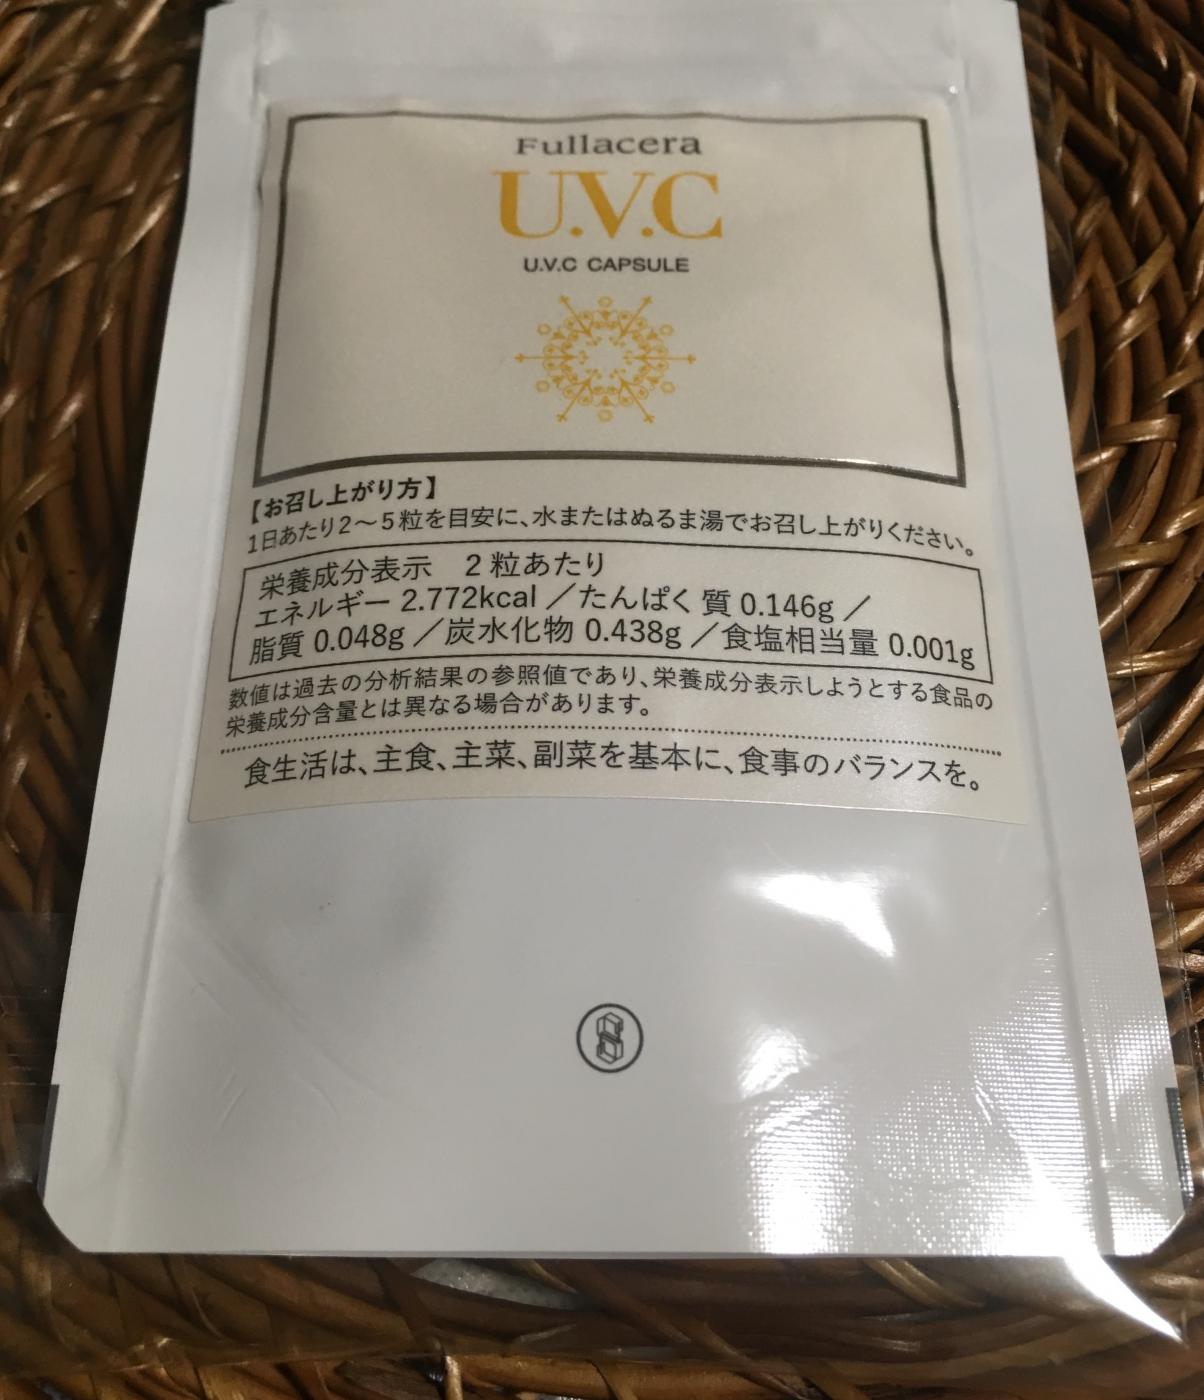 Fullacera
U.V.C
U.V.C CAPSULE
【お召し上がり方】
1日あたり2〜5粒を目安に、水またはぬるま湯でお召し上がりください。
栄養成分表示　2粒あたり
エネルギー 2.772kcal ／たんぱく質 0.146g ／
脂質 0.048g ／炭水化物 0.438g ／食塩相当量 0.001g
数値は過去の分析結果の参照値であり、栄養成分表示しようとする食品の
栄養成分含量とは異なる場合があります。
食生活は、主食、主菜、副菜を基本に、食事のバランスを。